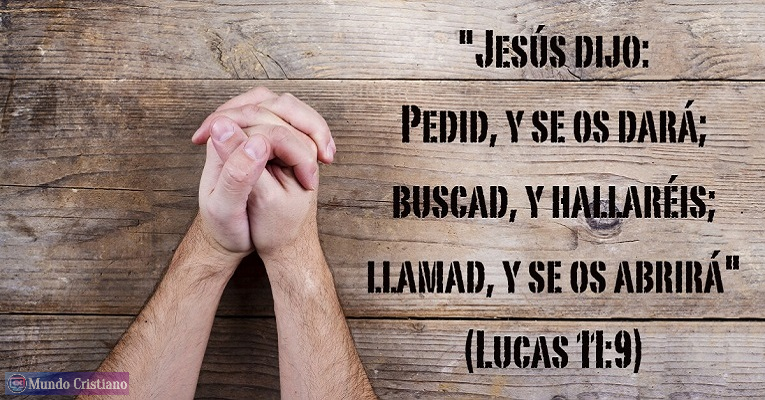 "JESÚS DIJO:
PEDID, Y SE OS DARÁ;
BUSCAD, Y HALLARÉIS;
LLAMAD, Y SE OS ABRIRÁ"
(LUCAS 11:9)
Mundo Cristiano